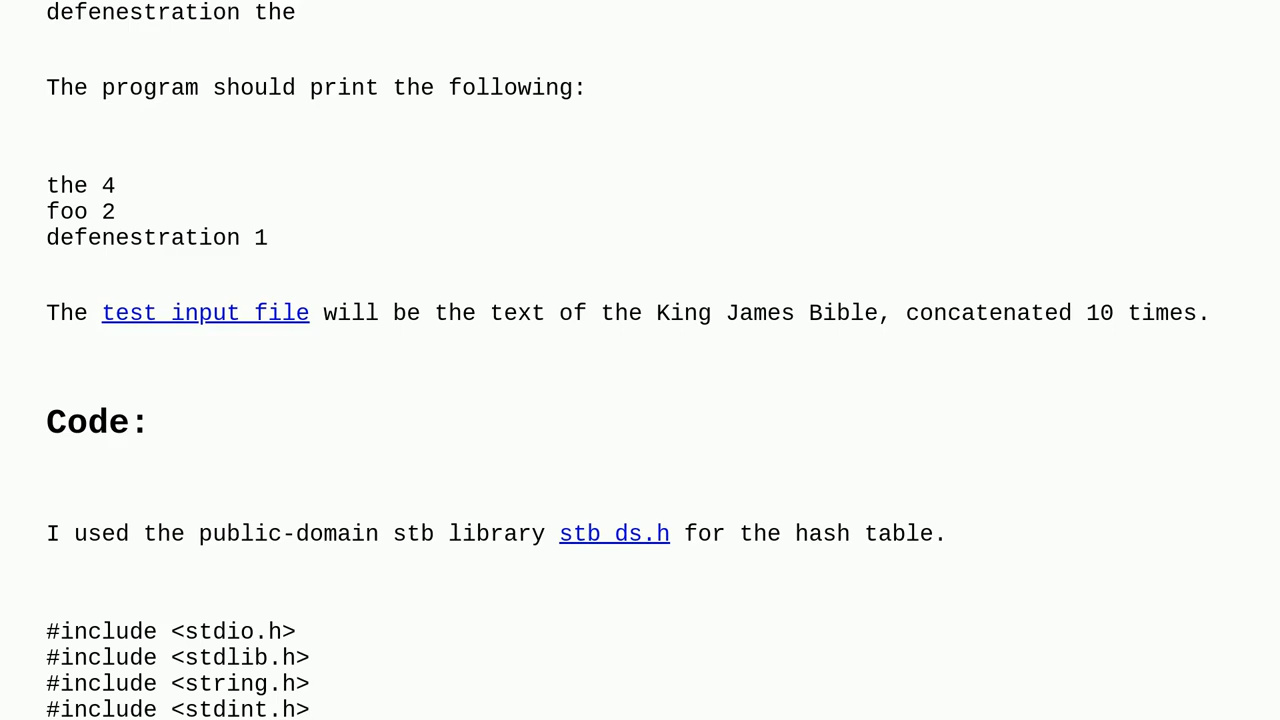 defenestration the
The program should print the following:
the 4
foo 2
defenestration 1
The test input file will be the text of the King James Bible, concatenated 10 times.
Code:
I used the public-domain stb library stb_ds.h for the hash table.
#include <stdio.h>
#include <stdlib.h>
#include <string.h>
#include <stdint.h>